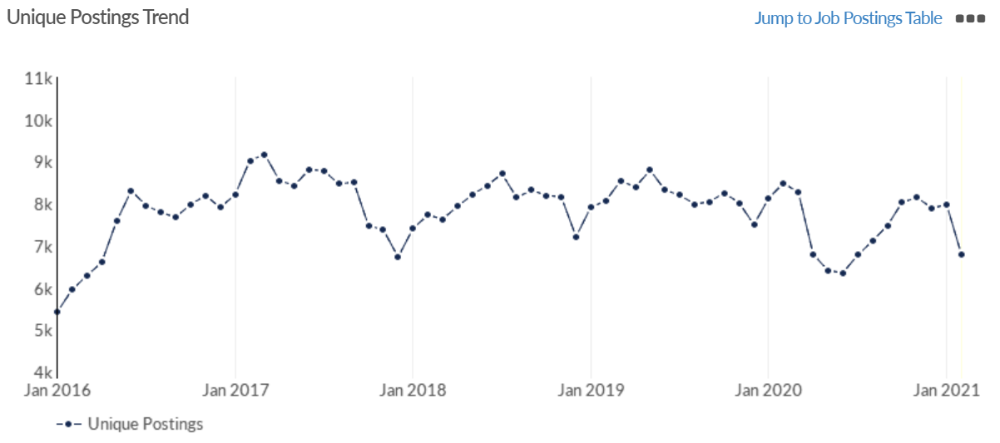 Unique Postings Trend
Jump to Job Postings Table
11k
10k
9k
8k
7k
6k
5k
4k
Jan 2016 Jan 2017 Jan 2018 Jan 2019 Jan 2020 Jan 2021
Unique Postings